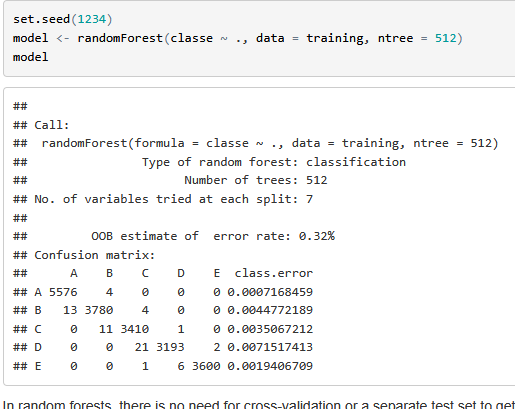 set.seed(1234)
model <- randomForest(classe ~ ., data = training, ntree = 512)
model
##
## Call:
##  randomForest(formula = classe ~ ., data = training, ntree = 512)
##                Type of random forest: classification
##                      Number of trees: 512
## No. of variables tried at each split: 7
##
##         OOB estimate of  error rate: 0.32%
## Confusion matrix:
##      A    B    C    D    E  class.error
## A 5576    4    0    0    0 0.0007168459
## B   13 3780    4    0    0 0.0044772189
## C    0   11 3410    1    0 0.0035067212
## D    0    0   21 3193    2 0.0071517413
## E    0    0    1    6 3600 0.0019406709
In random forests, there is no need for cross-validation or a separate test set to get